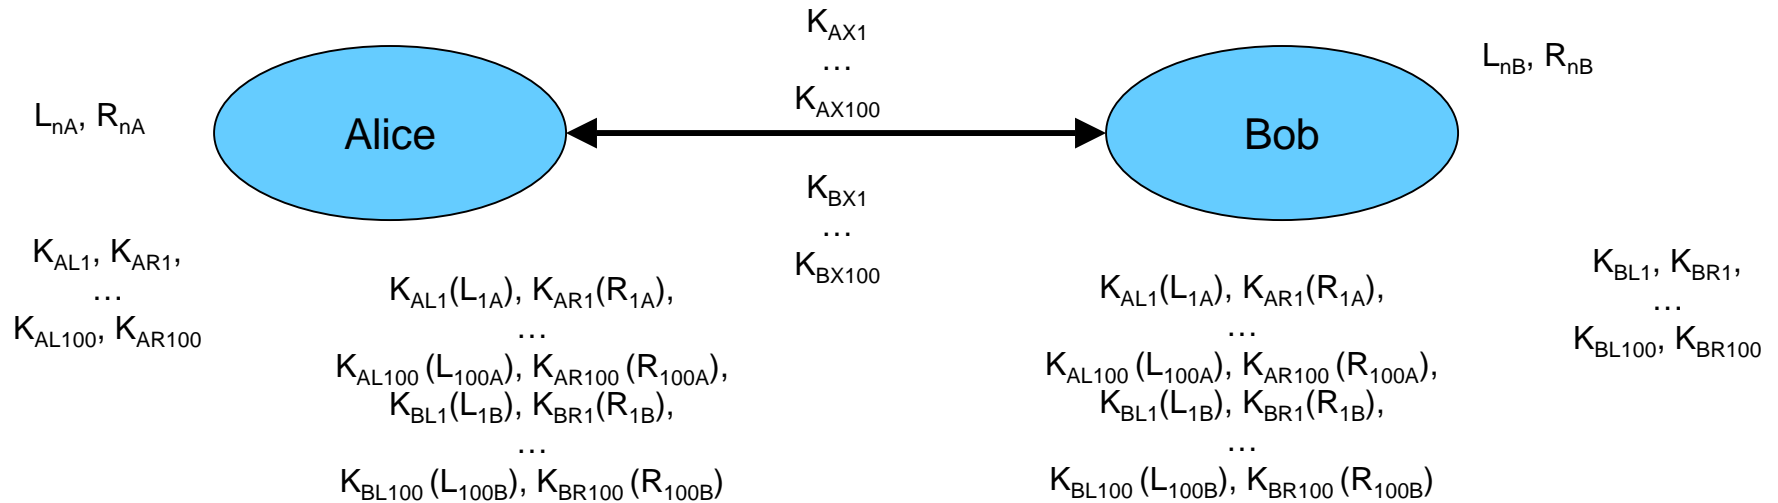 K_AX1
…
K_AX100
L_nB, R_nB
L_nA, R_nA
Alice
Bob
K_BX1
…
K_BX100
K_AL1, K_AR1,
…
K_AL100, K_AR100
K_AL1(L_1A), K_AR1(R_1A),
…
K_AL100 (L_100A), K_AR100 (R_100A),
K_BL1(L_1B), K_BR1(R_1B),
…
K_BL100 (L_100B), K_BR100 (R_100B)
K_AL1(L_1A), K_AR1(R_1A),
…
K_AL100 (L_100A), K_AR100 (R_100A),
K_BL1(L_1B), K_BR1(R_1B),
…
K_BL100 (L_100B), K_BR100 (R_100B)
K_BL1, K_BR1,
…
K_BL100, K_BR100